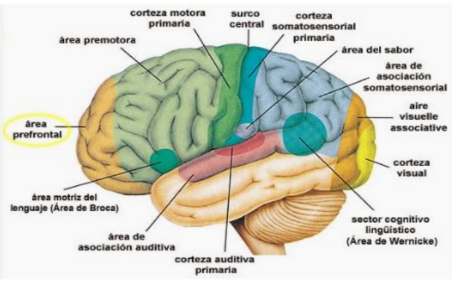 corteza motora
primaria
surco
central
corteza
somatosensorial
primaria
área premotora
área del sabor
área de
asociación
somatosensorial
área
prefrontal
aire
visuelle
associative
corteza
visual
área motriz del
lenguaje (Área de Broca)
área de
asociación auditiva
corteza auditiva
primaria
sector cognitivo
lingüístico
(Área de Wernicke)